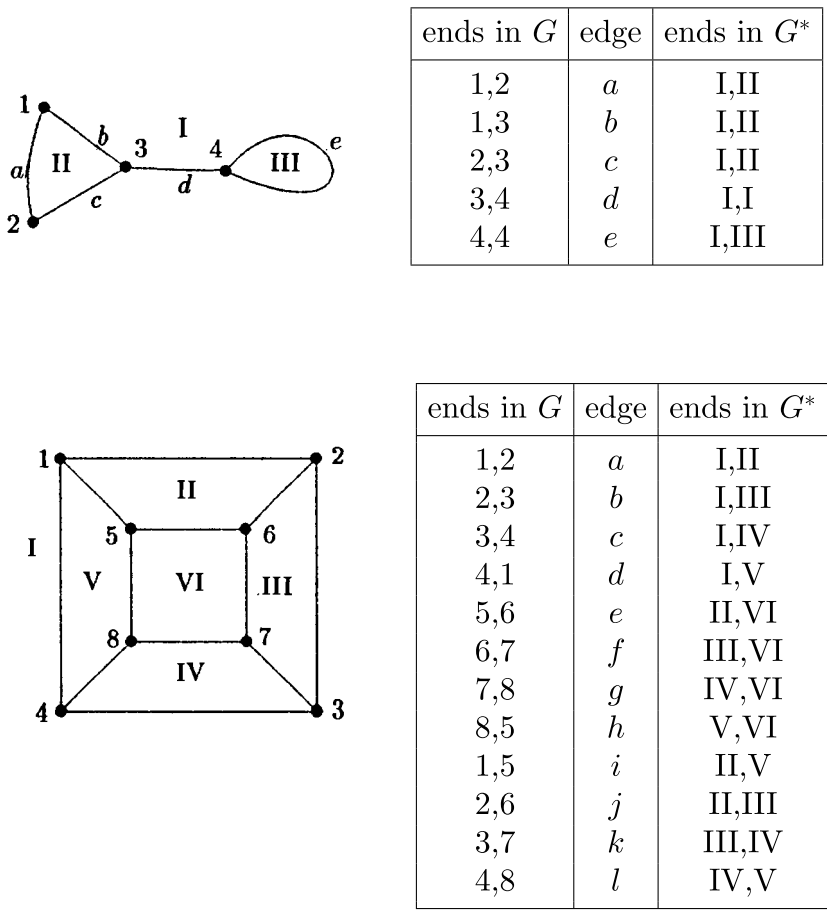 1
b
I
3
4
e
a
II
III
c
d
2
ends in G edge ends in G*
1,2 a I,II
1,3 b I,II
2,3 c I,II
3,4 d I,I
4,4 e I,III
1
2
II
I
5
6
V
VI
III
8
7
IV
4
3
ends in G edge ends in G*
1,2 a I,II
2,3 b I,III
3,4 c I,IV
4,1 d I,V
5,6 e II,VI
6,7 f III,VI
7,8 g IV,VI
8,5 h V,VI
1,5 i II,V
2,6 j II,III
3,7 k III,IV
4,8 l IV,V